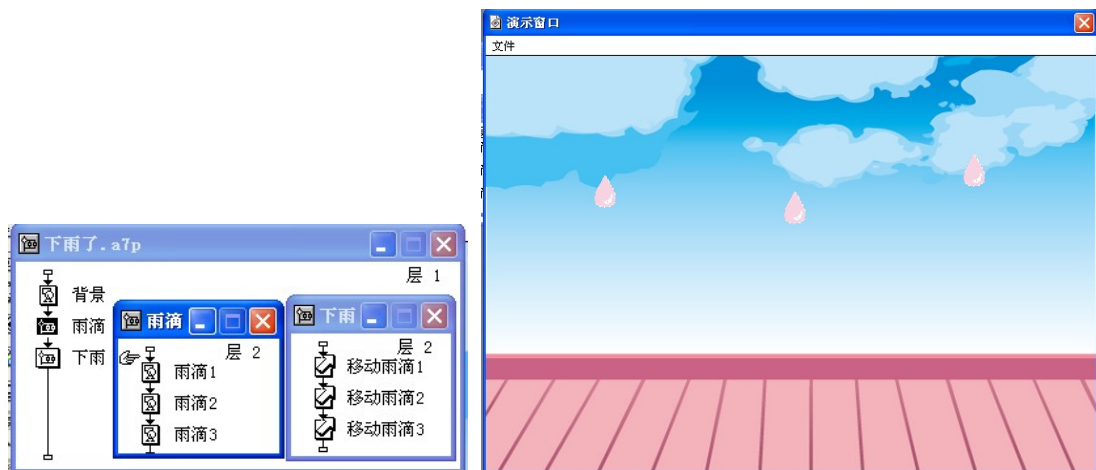 演示窗口
文件
下雨了.a7p
层 1
背景
雨滴
下雨
雨滴
层 2
雨滴1
雨滴2
雨滴3
下雨
层 2
移动雨滴1
移动雨滴2
移动雨滴3